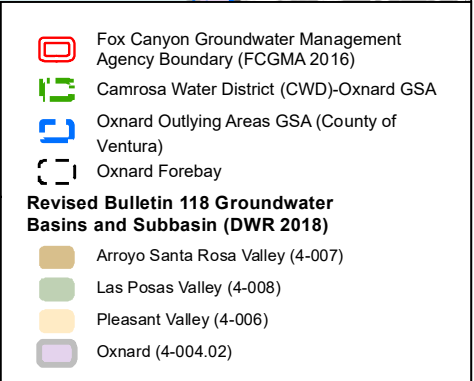 Fox Canyon Groundwater Management
Agency Boundary (FCGMA 2016)
Camrosa Water District (CWD)-Oxnard GSA
Oxnard Outlying Areas GSA (County of
Ventura)
Oxnard Forebay
Revised Bulletin 118 Groundwater
Basins and Subbasin (DWR 2018)
Arroyo Santa Rosa Valley (4-007)
Las Posas Valley (4-008)
Pleasant Valley (4-006)
Oxnard (4-004.02)